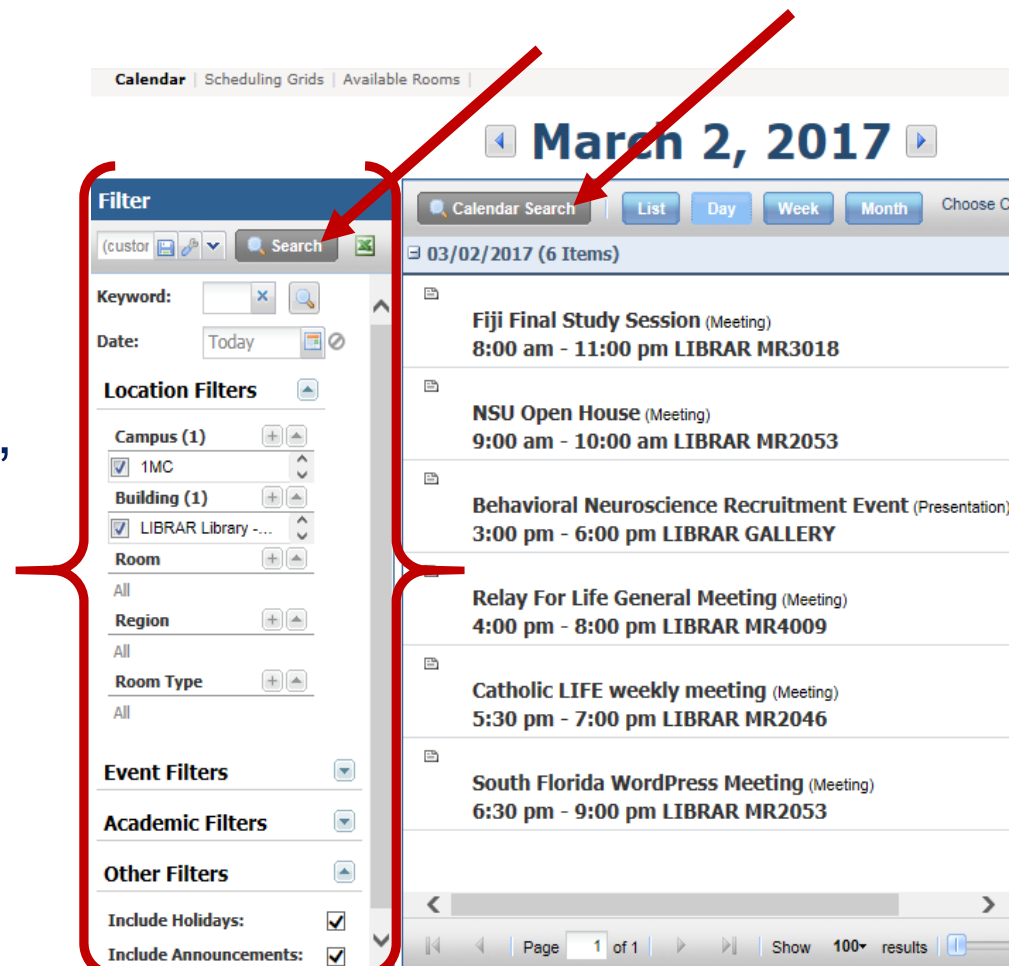 Calendar | Scheduling Grids | Available Rooms |
March 2, 2017
,
Filter
(custor Search
Keyword:
Date: Today
Location Filters
Campus (1)
1MC
Building (1)
LIBRAR Library -...
Room
All
Region
All
Room Type
All
Event Filters
Academic Filters
Other Filters
Include Holidays:
Include Announcements:
Calendar Search List Day Week Month Choose C
03/02/2017 (6 Items)
Fiji Final Study Session (Meeting)
8:00 am - 11:00 pm LIBRAR MR3018
NSU Open House (Meeting)
9:00 am - 10:00 am LIBRAR MR2053
Behavioral Neuroscience Recruitment Event (Presentation)
3:00 pm - 6:00 pm LIBRAR GALLERY
Relay For Life General Meeting (Meeting)
4:00 pm - 8:00 pm LIBRAR MR4009
Catholic LIFE weekly meeting (Meeting)
5:30 pm - 7:00 pm LIBRAR MR2046
South Florida WordPress Meeting (Meeting)
6:30 pm - 9:00 pm LIBRAR MR2053
Page 1 of 1 Show 100 results